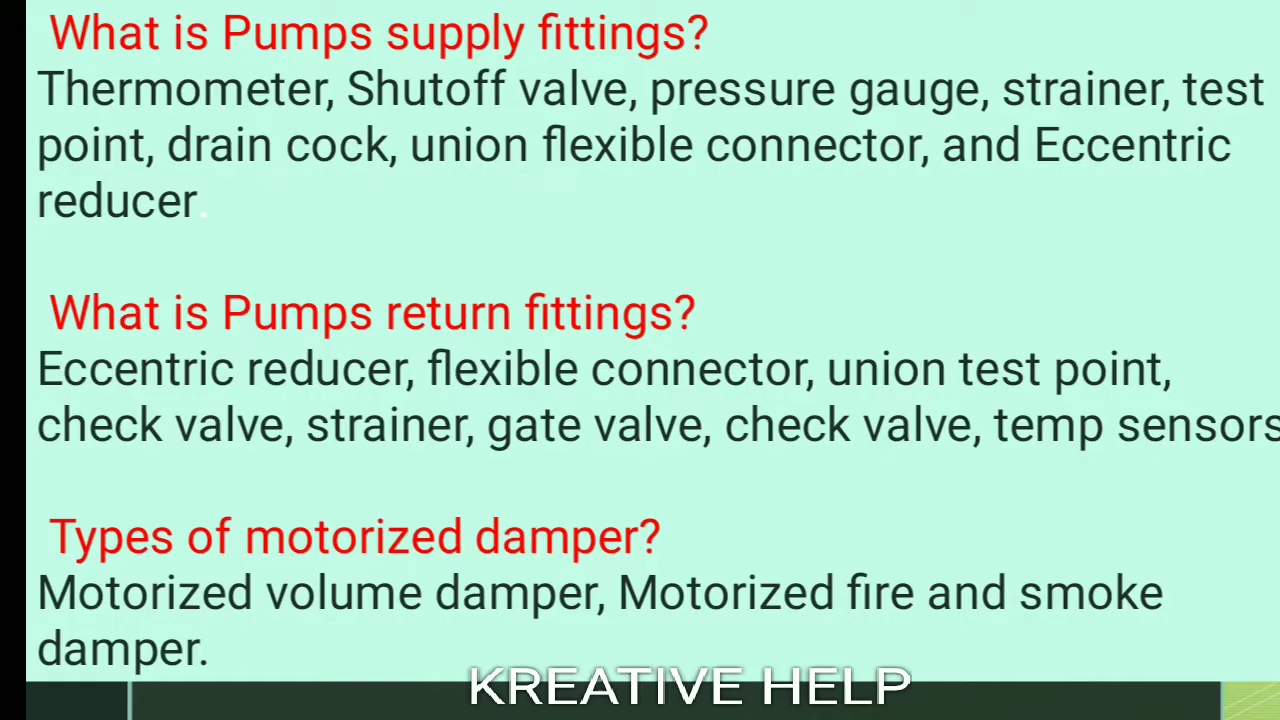 What is Pumps supply fittings?
Thermometer, Shutoff valve, pressure gauge, strainer, test
point, drain cock, union flexible connector, and Eccentric
reducer.
What is Pumps return fittings?
Eccentric reducer, flexible connector, union test point,
check valve, strainer, gate valve, check valve, temp sensors
Types of motorized damper?
Motorized volume damper, Motorized fire and smoke
damper.
KREATIVE HELP